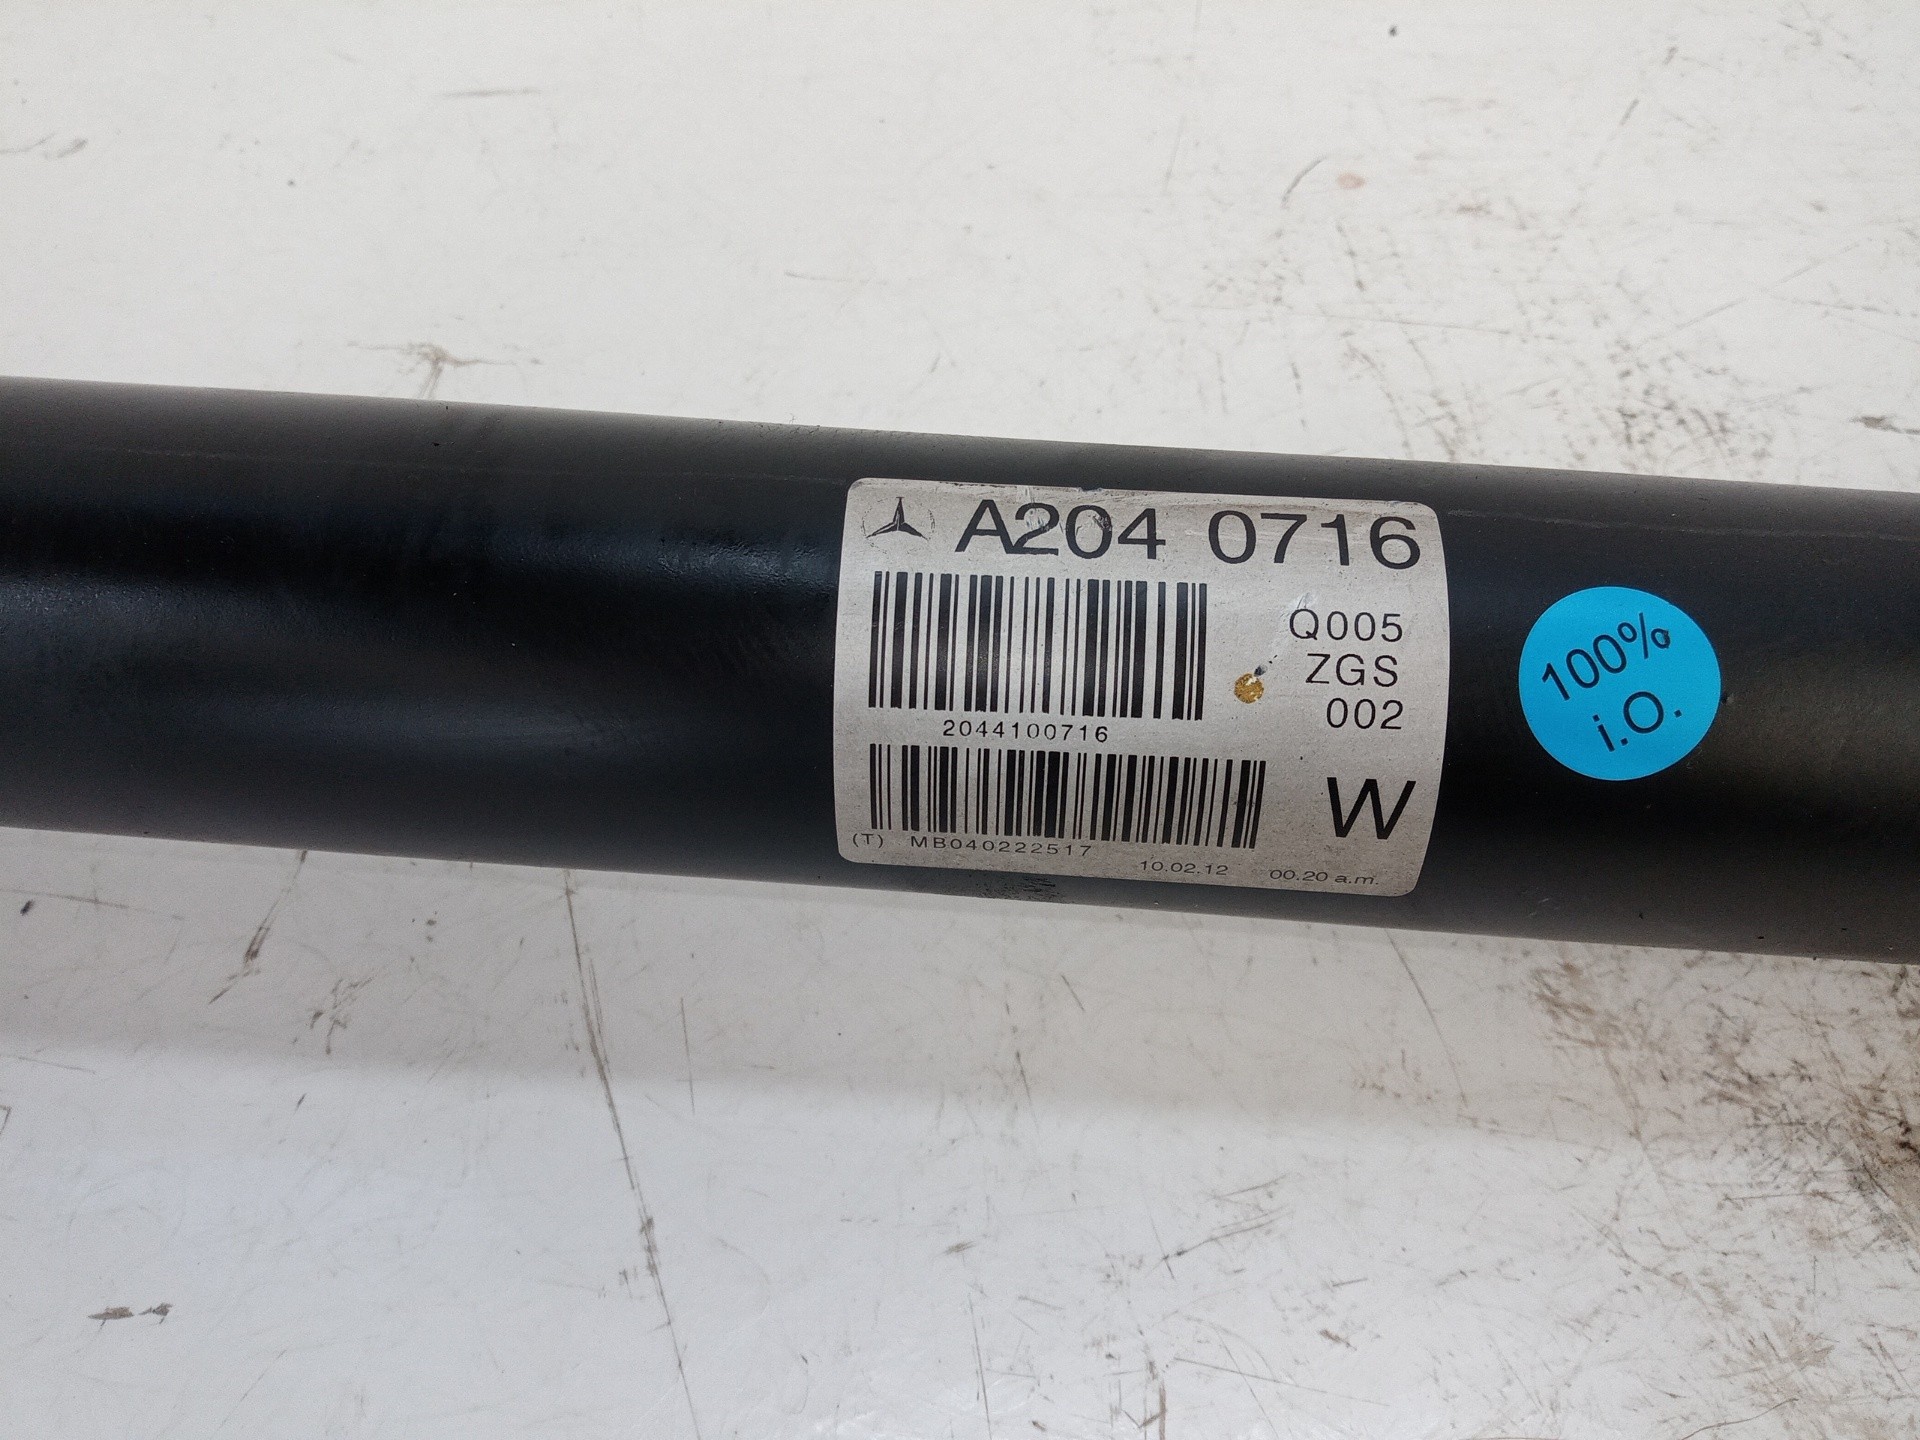 A204 0716
Q005
ZGS
002
2044100716
W
(T) MB040222517
10.02.12 00.20 a.m.
100%
i.O.